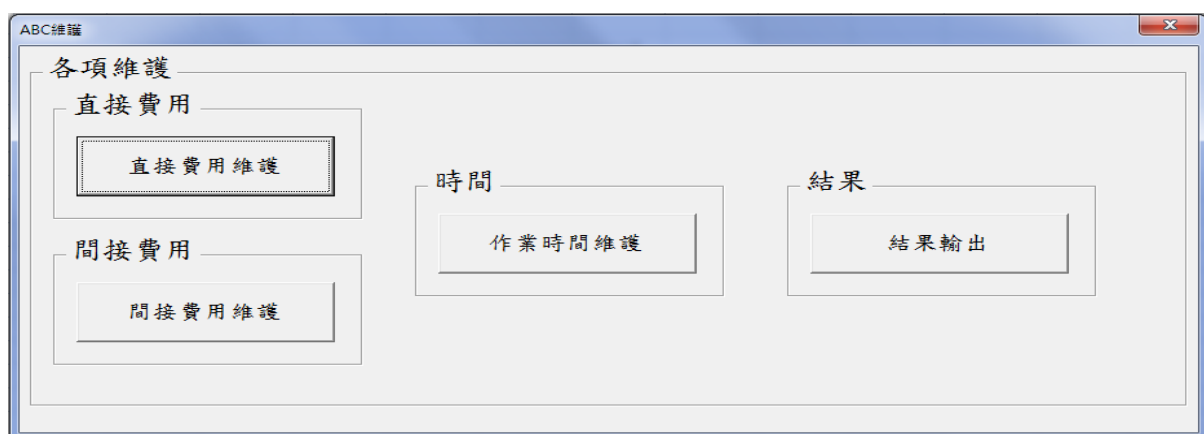 ABC維護
各項維護
直接費用
直接費用維護
間接費用
間接費用維護
時間
作業時間維護
結果
結果輸出